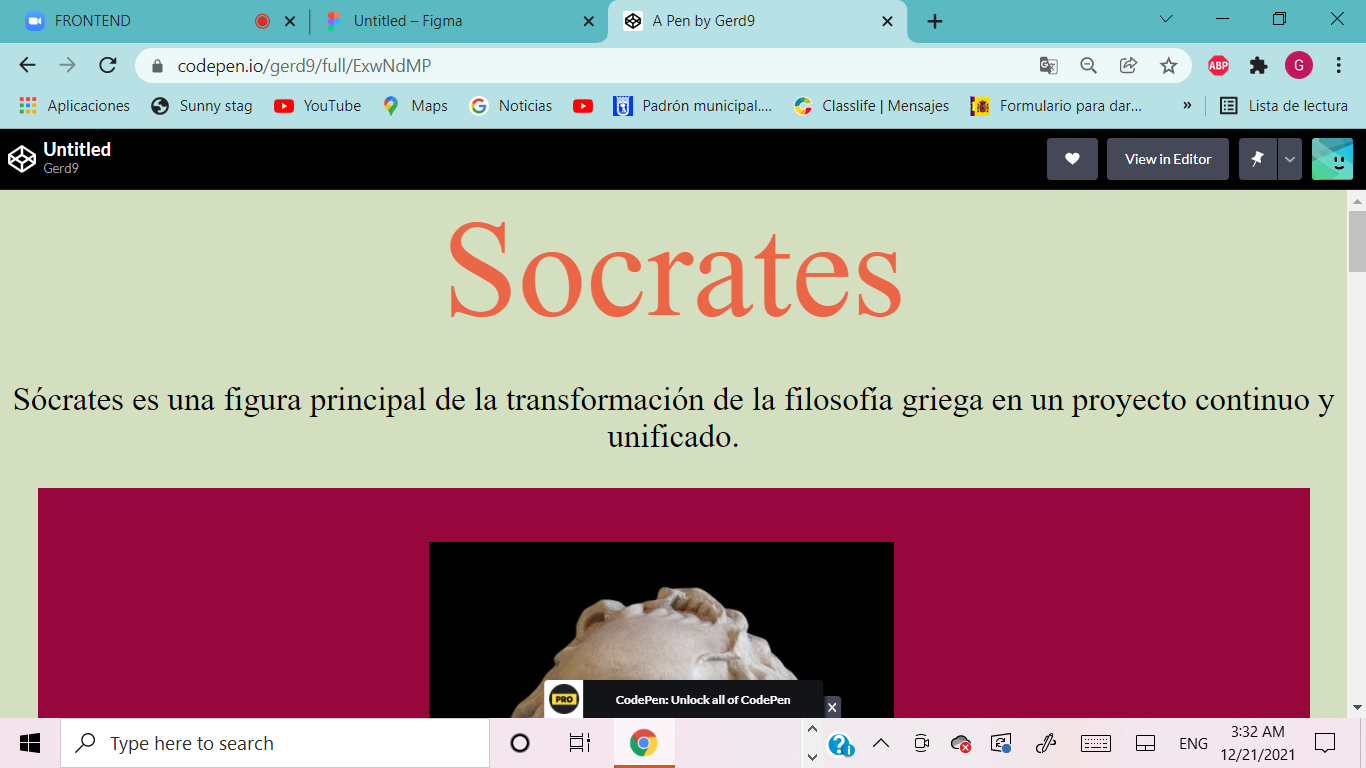 FRONTEND
Untitled – Figma
A Pen by Gerd9
codepen.io/gerd9/full/ExwNdMP
ABP
G
Aplicaciones
Sunny stag
YouTube
Maps
Noticias
Padrón municipal....
Classlife | Mensajes
Formulario para dar...
»
Lista de lectura
Untitled
Gerd9
View in Editor
Socrates
Sócrates es una figura principal de la transformación de la filosofía griega en un proyecto continuo y
unificado.
PRO
CodePen: Unlock all of CodePen
Type here to search
ENG
3:32 AM
12/21/2021